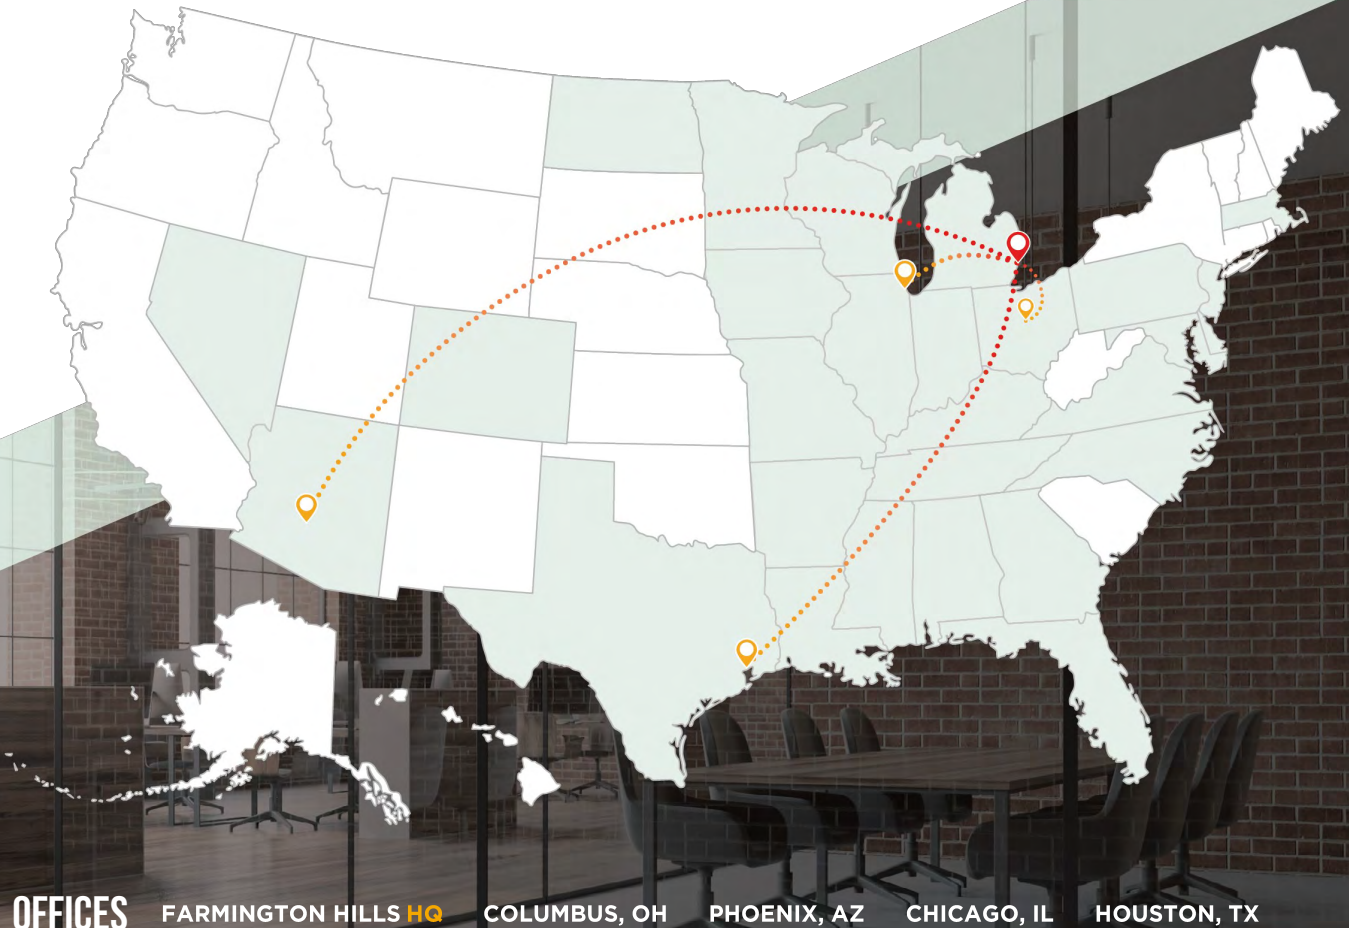 OFFICES FARMINGTON HILLS HQ COLUMBUS, OH PHOENIX, AZ CHICAGO, IL HOUSTON, TX